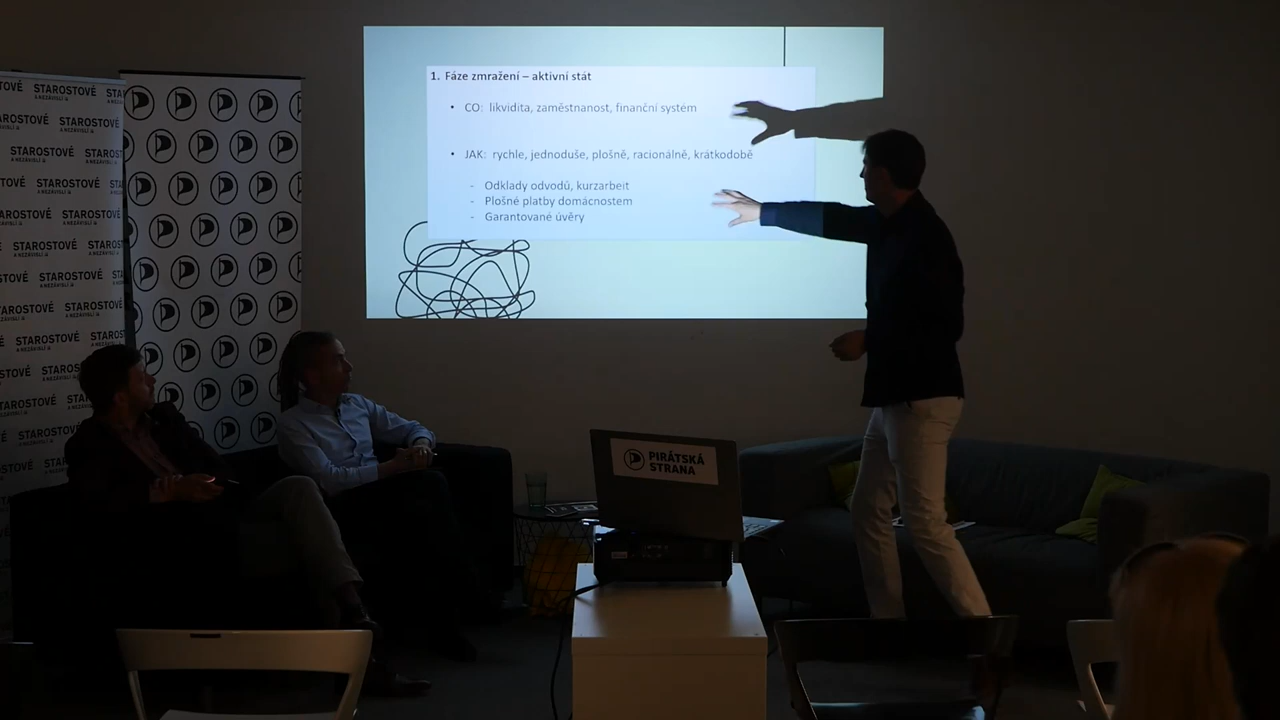 1. Fáze zmražení – aktivní stát
• CO: likvidita, zaměstnanost, finanční systém
• JAK: rychle, jednoduše, plošně, racionálně, krátkodobě
- Odklady odvodů, kurzarbeit
- Plošné platby domácnostem
- Garantované úvěry
STAROSTOVÉ
A NEZÁVISLÍ
PIRÁTSKÁ
STRANA